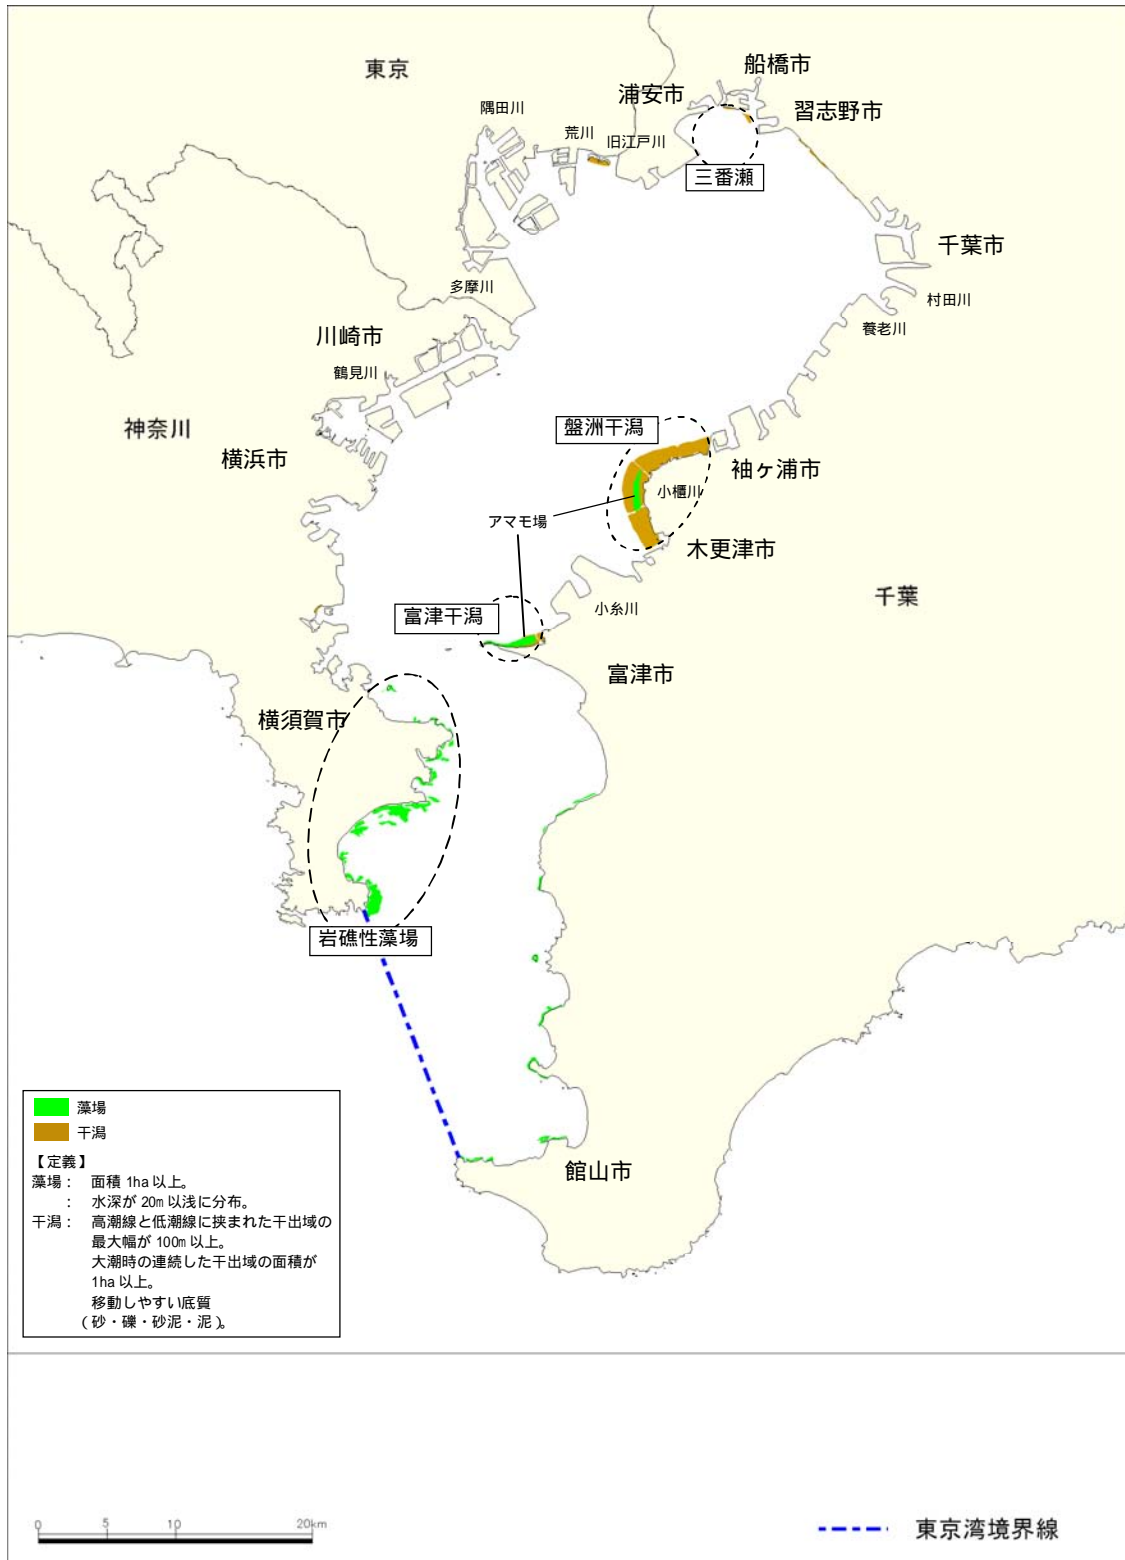 東京
船橋市
浦安市
習志野市
隅田川
荒川
旧江戸川
三番瀬
千葉市
多摩川
村田川
養老川
川崎市
鶴見川
神奈川
横浜市
盤洲干潟
袖ヶ浦市
小櫃川
アマモ場
木更津市
千葉
小糸川
富津干潟
富津市
横須賀市
岩礁性藻場
館山市
藻場
干潟
【定義】
藻場： 面積 1ha 以上。
： 水深が 20m 以浅に分布。
干潟： 高潮線と低潮線に挟まれた干出域の
最大幅が 100m 以上。
大潮時の連続した干出域の面積が
1ha 以上。
移動しやすい底質
（砂・礫・砂泥・泥）。
0 5 10 20km
東京湾境界線